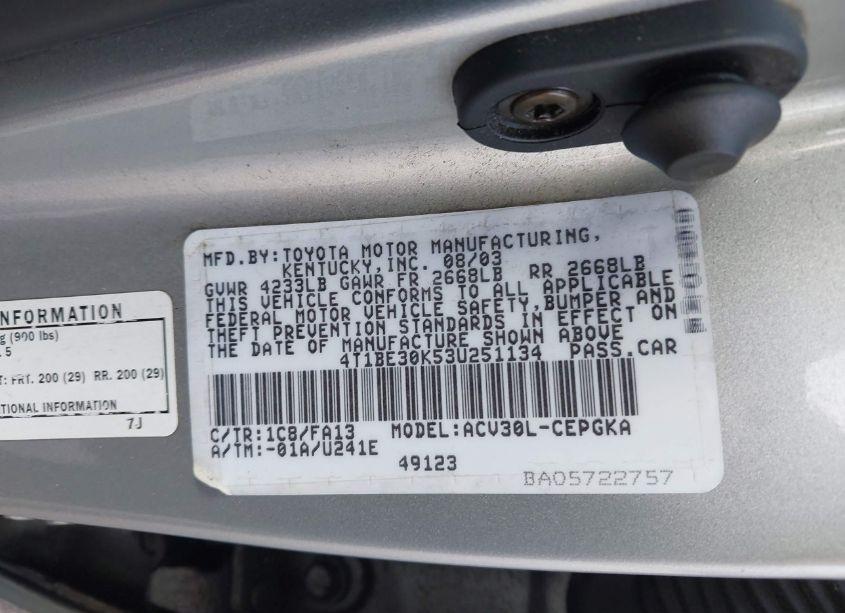 MFD.BY:TOYOTA MOTOR MANUFACTURING,
KENTUCKY,INC. 08/03
GVWR 4233LB GAWR FR 2668LB RR 2668LB
THIS VEHICLE CONFORMS TO ALL APPLICABLE
FEDERAL MOTOR VEHICLE SAFETY,BUMPER AND
THEFT PREVENTION STANDARDS IN EFFECT ON
THE DATE OF MANUFACTURE SHOWN ABOVE
4T1BE30K53U251134 PASS.CAR
C/TR:1C8/FA13 MODEL:ACV30L-CEPGKA
A/TM:-01A/U241E
49123
BA05722757
INFORMATION
g (900 lbs)
5
T: FRT. 200 (29) RR. 200 (29)
TIONAL INFORMATION
7J